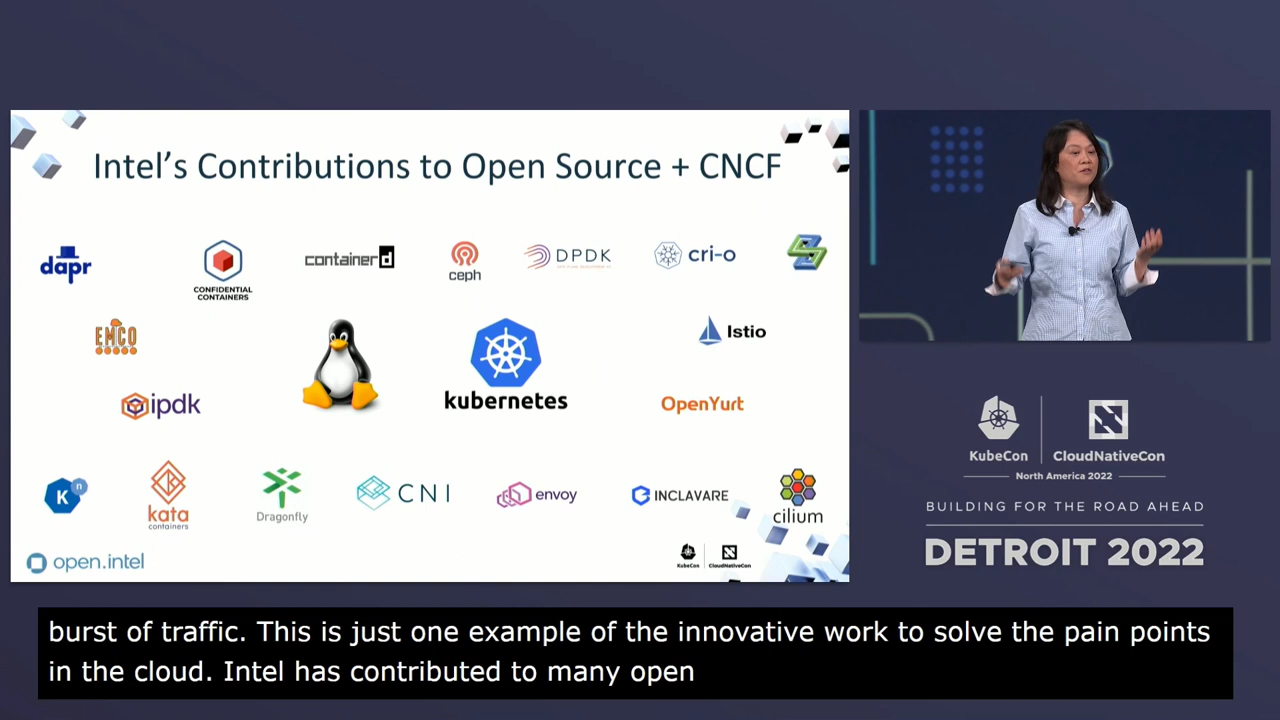 Intel's Contributions to Open Source + CNCF
dapr
CONFIDENTIAL
CONTAINERS
containerd
ceph
DPDK
cri-o
EMCO
Istio
ipdk
kubernetes
OpenYurt
K n
kata
containers
Dragonfly
CNI
envoy
INCLAVARE
cilium
open.intel
KubeCon
CloudNativeCon
KubeCon
CloudNativeCon
North America 2022
BUILDING FOR THE ROAD AHEAD
DETROIT 2022
burst of traffic. This is just one example of the innovative work to solve the pain points
in the cloud. Intel has contributed to many open